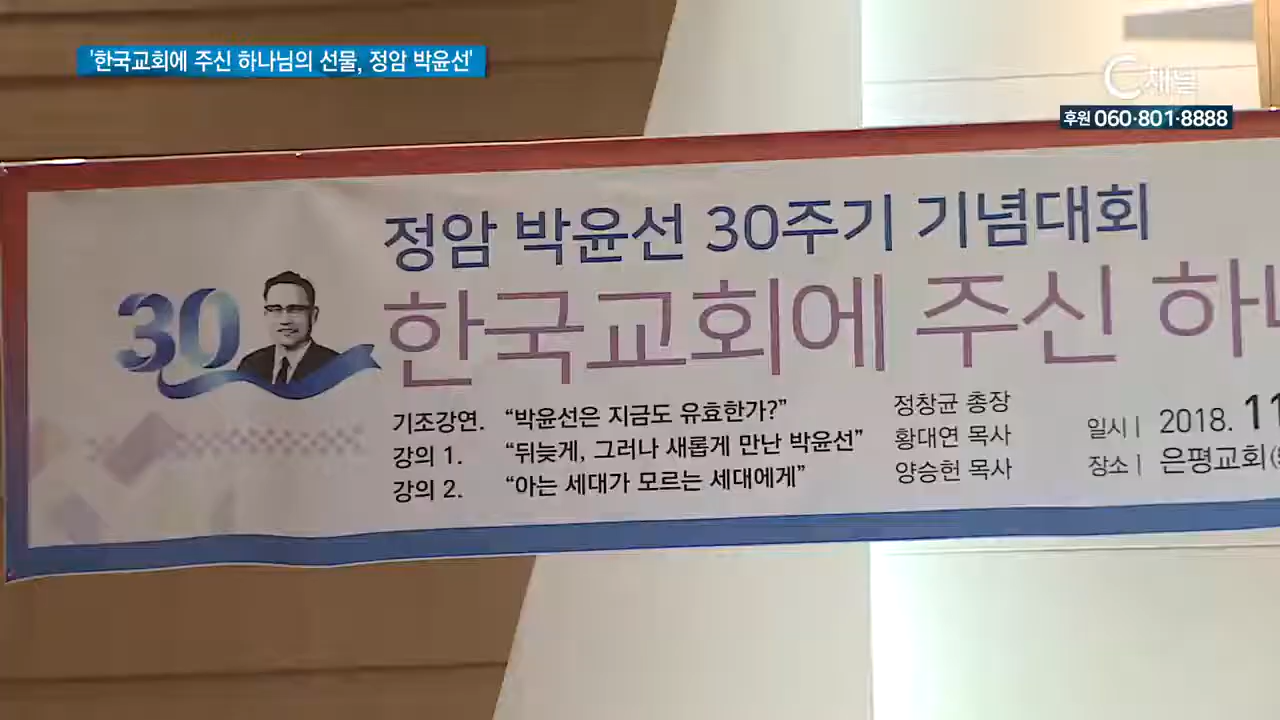 '한국교회에 주신 하나님의 선물, 정암 박윤선'
C채널
후원 060·801·8888
정암 박윤선 30주기 기념대회
30
한국교회에 주신
기조강연. “박윤선은 지금도 유효한가?” 정창균 총장
강의 1. “뒤늦게, 그러나 새롭게 만난 박윤선” 황대연 목사
강의 2. “아는 세대가 모르는 세대에게” 양승헌 목사
일시 | 2018. 11
장소 | 은평교회